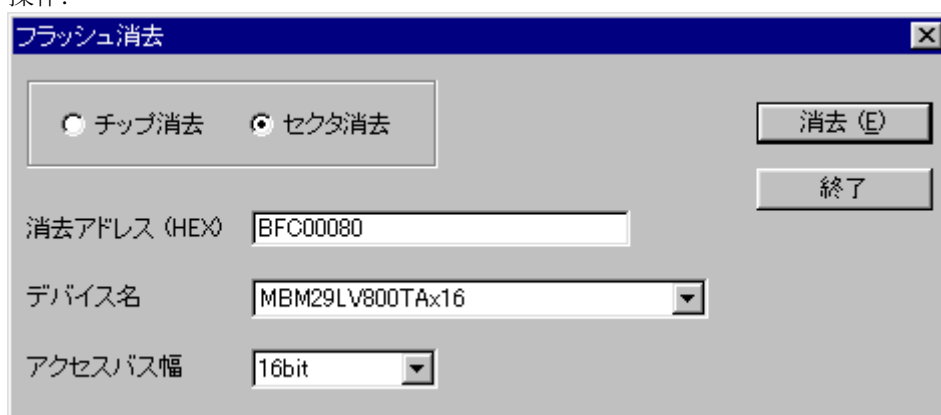 操作:
フラッシュ消去
チップ消去 セクタ消去
消去 (E)
終了
消去アドレス (HEX) BFC00080
デバイス名 MBM29LV800TAx16
アクセスバス幅 16bit